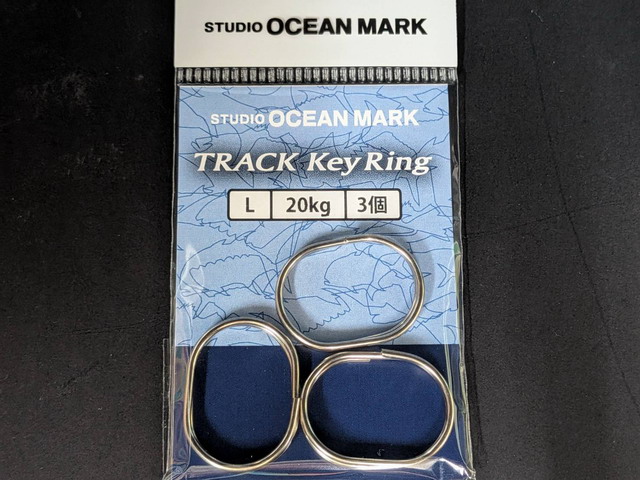 STUDIO OCEAN MARK
STUDIO OCEAN MARK
TRACK Key Ring
L 20kg 3個